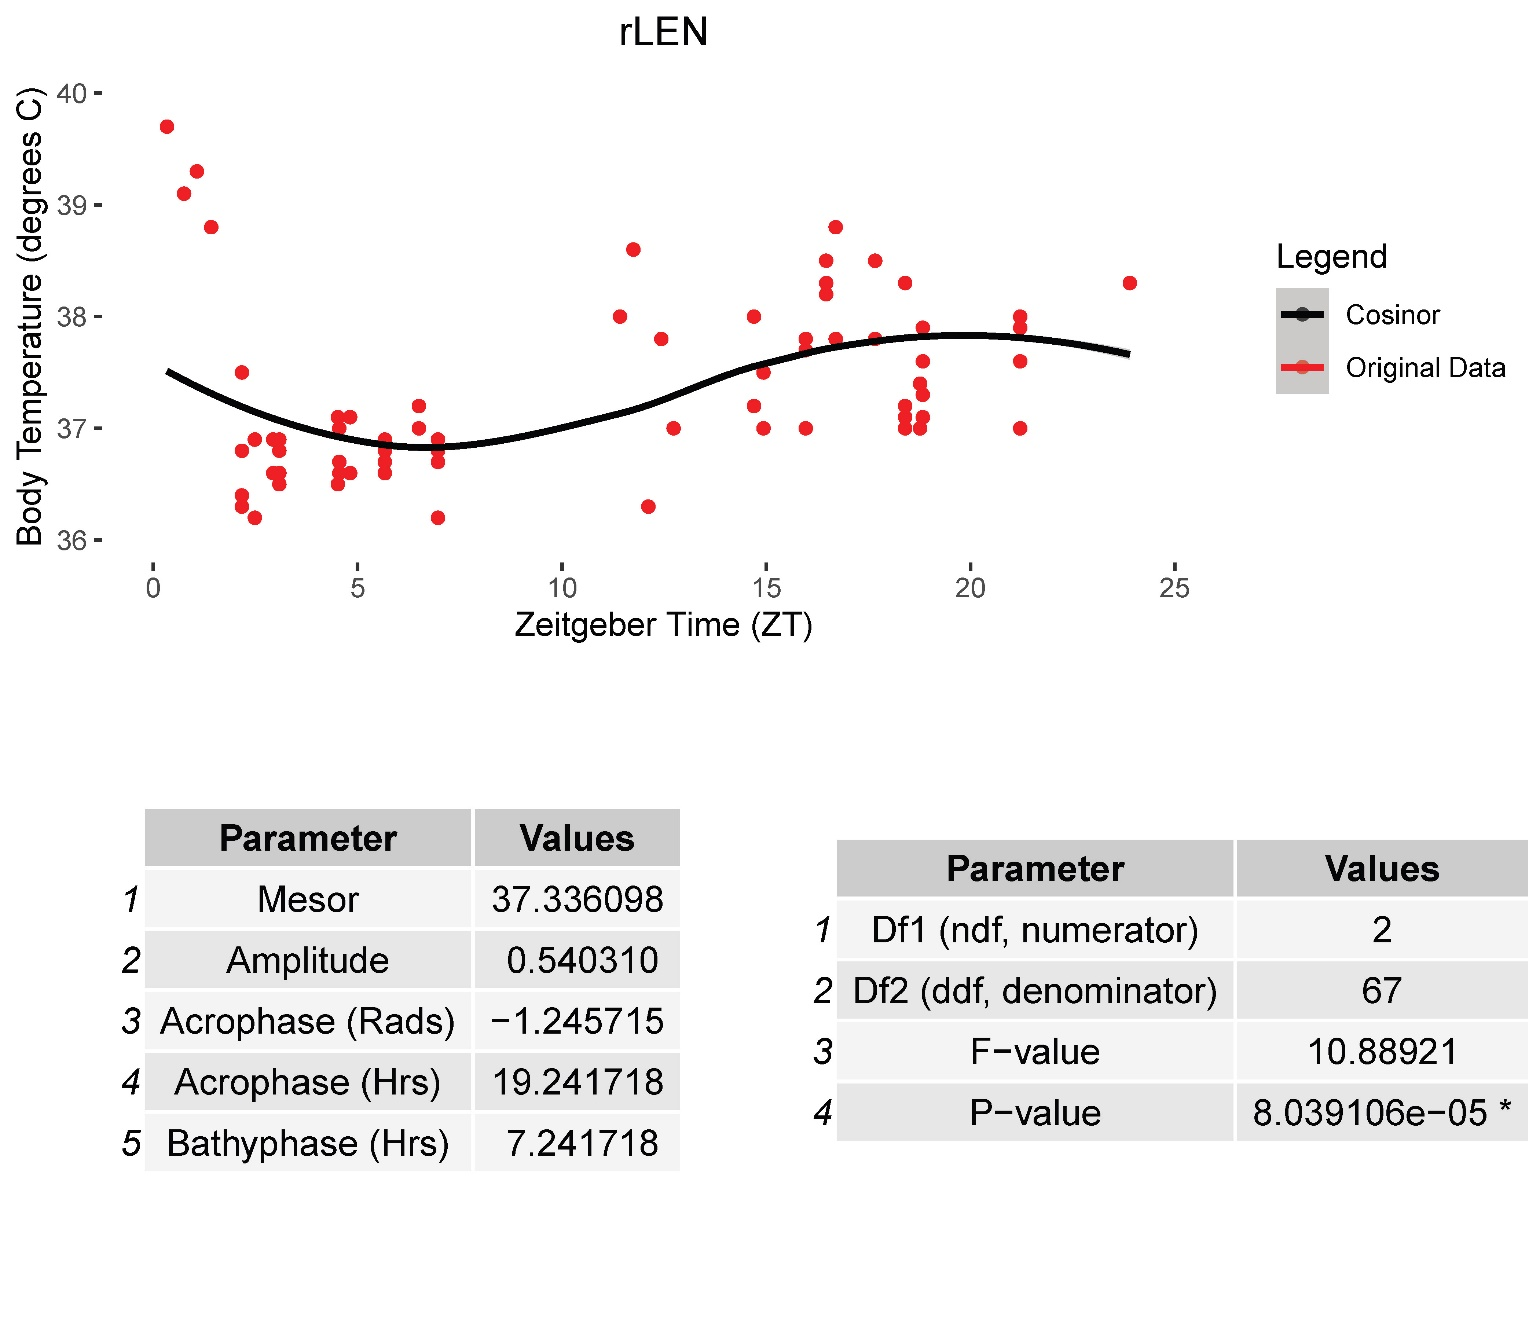 rLEN
Body Temperature (degrees C)
40
39
38
37
36
0 5 10 15 20 25
Zeitgeber Time (ZT)
Legend
Cosinor
Original Data
Parameter Values
1 Mesor 37.336098
2 Amplitude 0.540310
3 Acrophase (Rads) −1.245715
4 Acrophase (Hrs) 19.241718
5 Bathyphase (Hrs) 7.241718
Parameter Values
1 Df1 (ndf, numerator) 2
2 Df2 (ddf, denominator) 67
3 F−value 10.88921
4 P−value 8.039106e−05 *